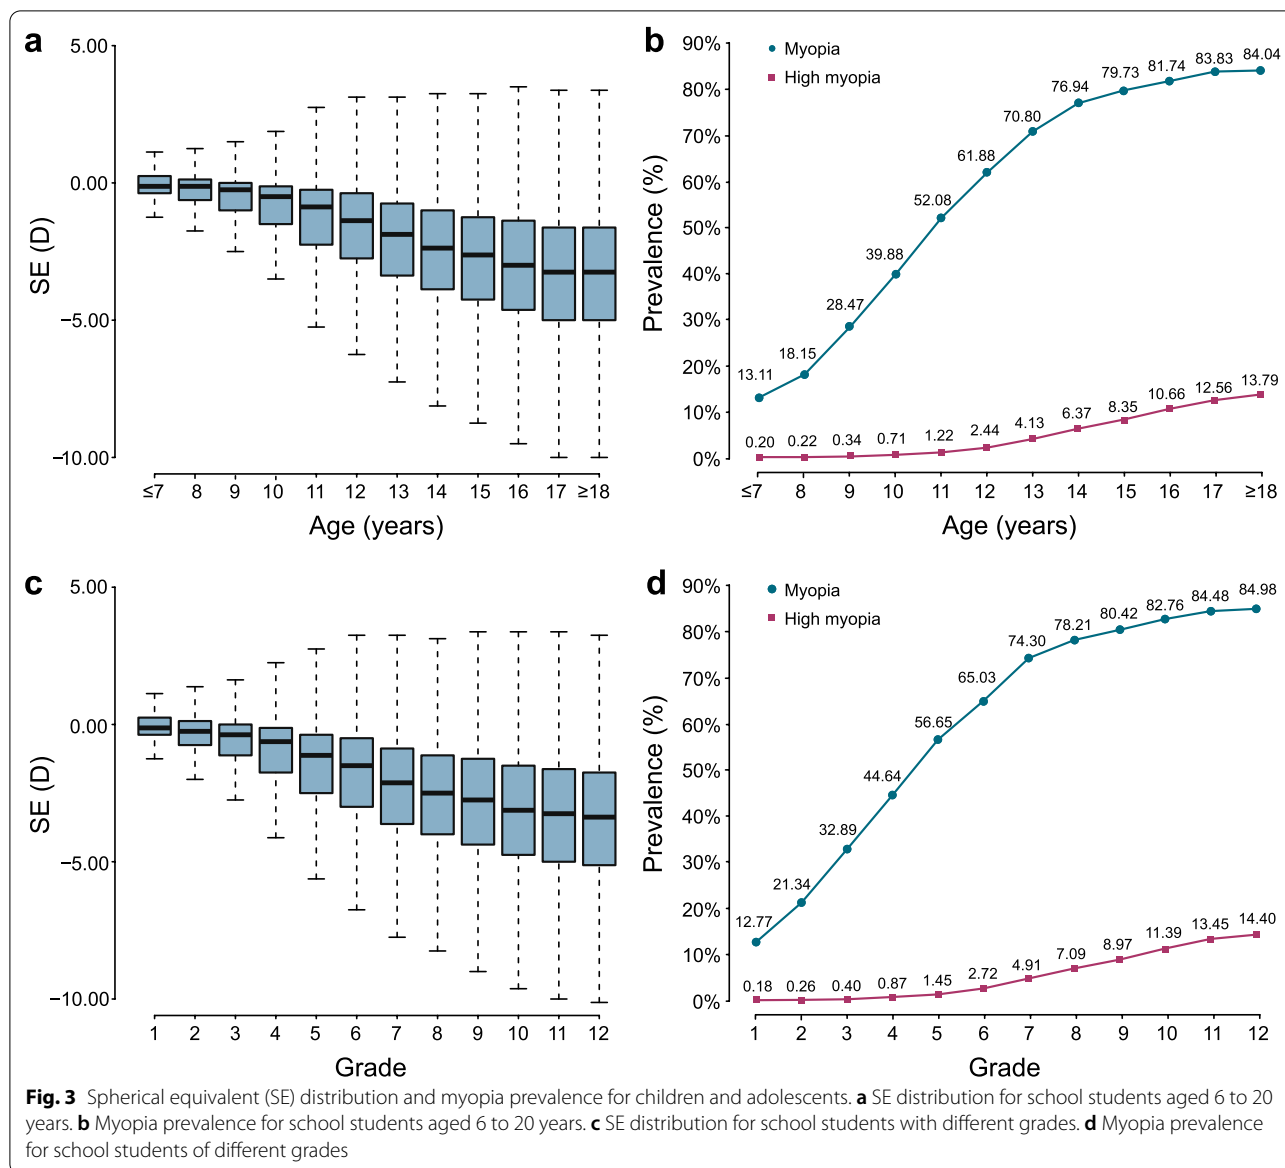 a
5.00
0.00
−5.00
−10.00
SE (D)
≤7 8 9 10 11 12 13 14 15 16 17 ≥18
Age (years)
b
Myopia
High myopia
90%
80%
70%
60%
50%
40%
30%
20%
10%
0%
Prevalence (%)
13.11 18.15 28.47 39.88 52.08 61.88 70.80 76.94 79.73 81.74 83.83 84.04
0.20 0.22 0.34 0.71 1.22 2.44 4.13 6.37 8.35 10.66 12.56 13.79
≤7 8 9 10 11 12 13 14 15 16 17 ≥18
Age (years)
c
5.00
0.00
−5.00
−10.00
SE (D)
1 2 3 4 5 6 7 8 9 10 11 12
Grade
d
Myopia
High myopia
90%
80%
70%
60%
50%
40%
30%
20%
10%
0%
Prevalence (%)
12.77 21.34 32.89 44.64 56.65 65.03 74.30 78.21 80.42 82.76 84.48 84.98
0.18 0.26 0.40 0.87 1.45 2.72 4.91 7.09 8.97 11.39 13.45 14.40
1 2 3 4 5 6 7 8 9 10 11 12
Grade
Fig. 3 Spherical equivalent (SE) distribution and myopia prevalence for children and adolescents. a SE distribution for school students aged 6 to 20
years. b Myopia prevalence for school students aged 6 to 20 years. c SE distribution for school students with different grades. d Myopia prevalence
for school students of different grades